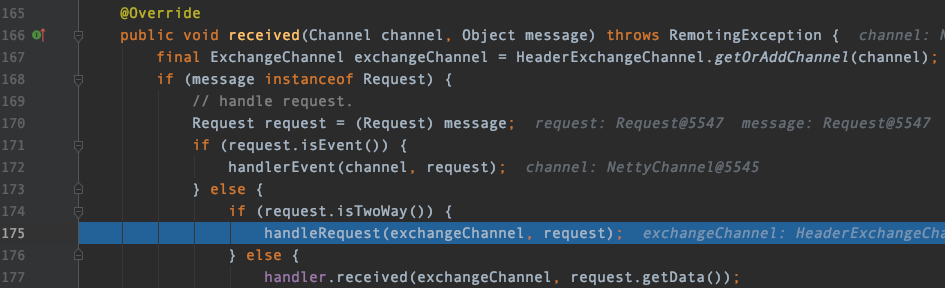 165 @Override
166 public void received(Channel channel, Object message) throws RemotingException { channel: N
167 final ExchangeChannel exchangeChannel = HeaderExchangeChannel.getOrAddChannel(channel);
168 if (message instanceof Request) {
169 // handle request.
170 Request request = (Request) message; request: Request@5547 message: Request@5547
171 if (request.isEvent()) {
172 handlerEvent(channel, request); channel: NettyChannel@5545
173 } else {
174 if (request.isTwoWay()) {
175 handleRequest(exchangeChannel, request); exchangeChannel: HeaderExchangeCha
176 } else {
177 handler.received(exchangeChannel, request.getData());